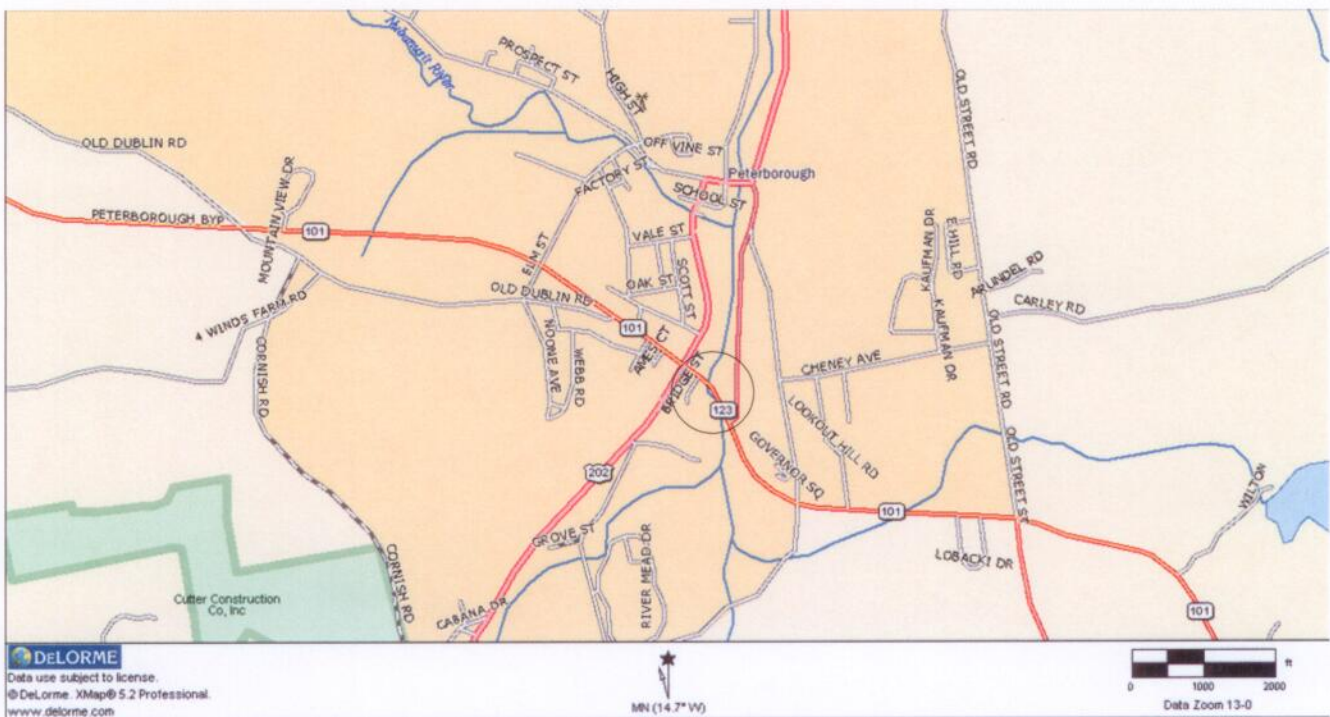 Nubanusit River
PROSPECT ST
HIGH ST
OLD STREET RD
OLD DUBLIN RD
OFF VINE ST
MOUNTAIN VIEW DR
FACTORY ST
Peterborough
SCHOOL ST
PETERBOROUGH BYP
101
KAUFMAN DR
E HILL RD
ARUNDEL RD
VALE ST
ELM ST
SCOTT ST
OAK ST
OLD DUBLIN RD
CARLEY RD
4 WINDS FARM RD
101
KAUFMAN DR
OLD STREET RD
NOONE AVE
WEBB RD
AMES CT
CORNISH RD
BRIDGE ST
CHENEY AVE
123
LOOKOUT HILL RD
GOVERNOR SQ
202
OLD STREET ST
WILTON
101
GROVE ST
RIVER MEAD DR
LOBACKI DR
CORNISH RD
Cutter Construction
Co, Inc
CABANA DR
101
DELORME
Data use subject to license.
© DeLorme. XMap® 5.2 Professional.
www.delorme.com
MN (14.7° W)
ft
0 1000 2000
Data Zoom 13-0